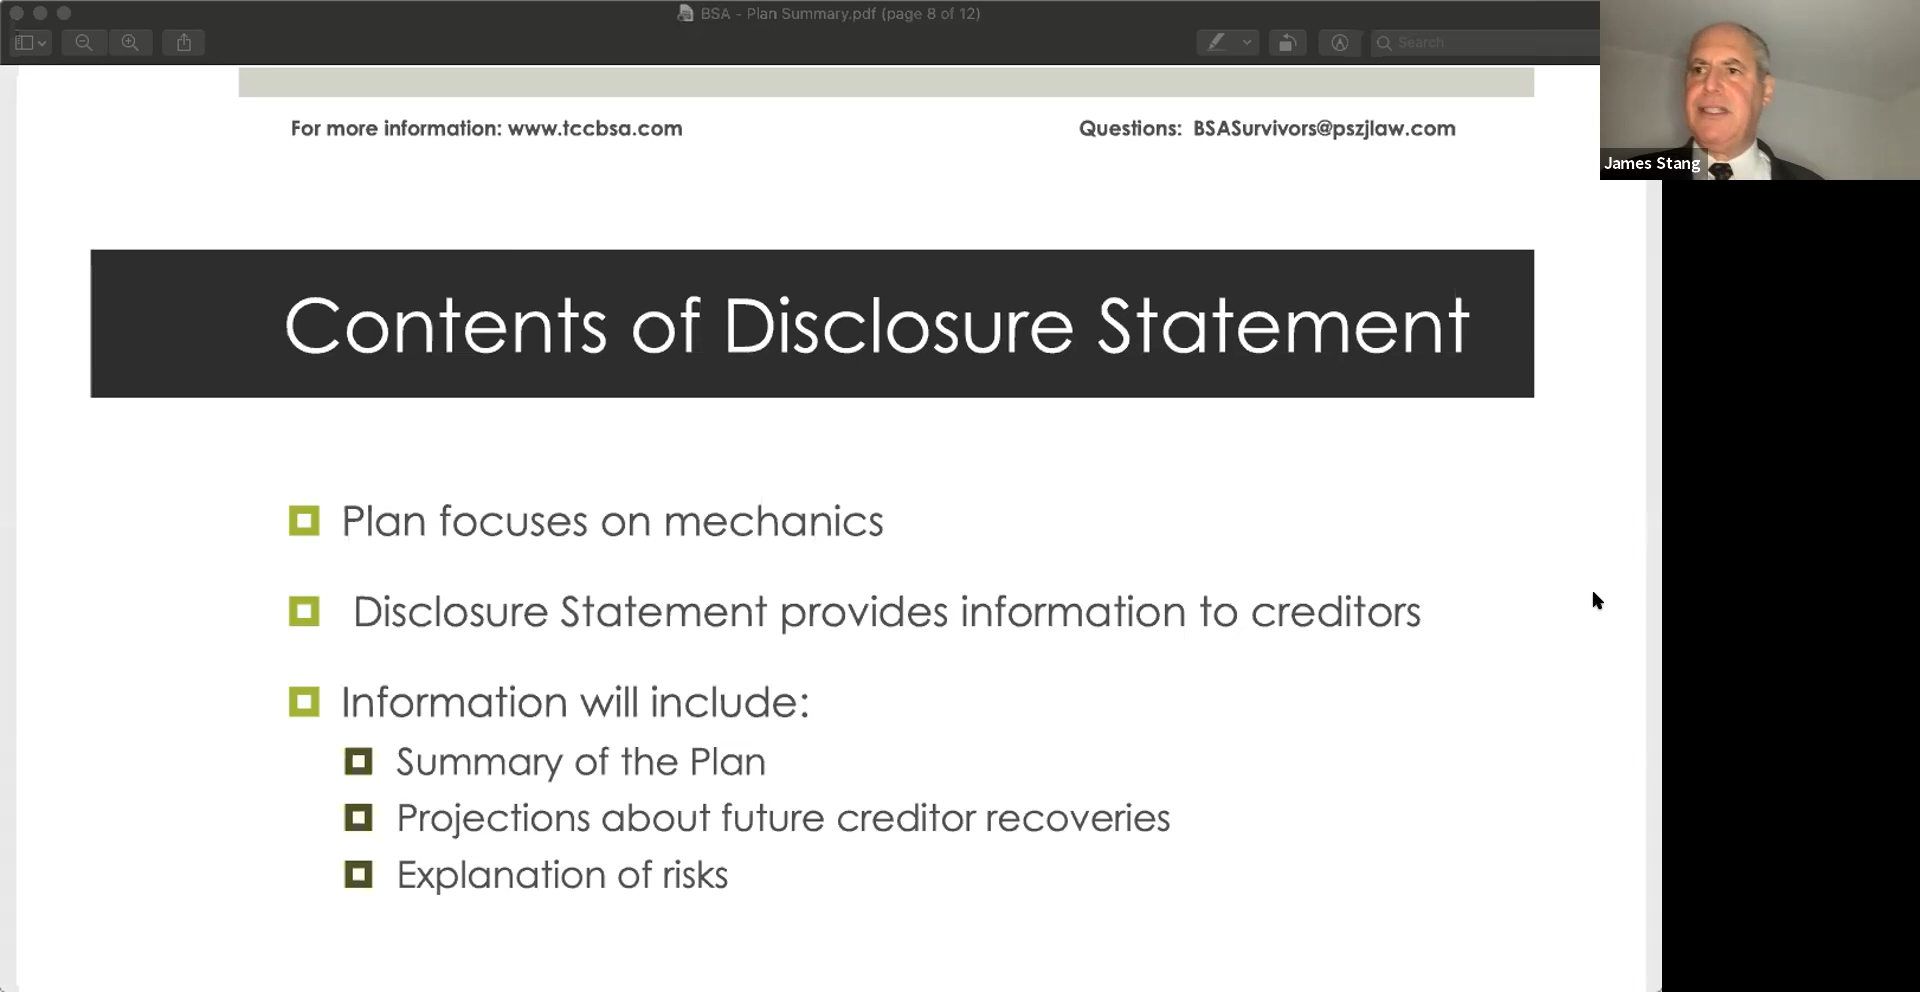 BSA - Plan Summary.pdf (page 8 of 12)
Search
For more information: www.tccbsa.com
Questions: BSASurvivors@pszjlaw.com
James Stang
Contents of Disclosure Statement
Plan focuses on mechanics
Disclosure Statement provides information to creditors
Information will include:
Summary of the Plan
Projections about future creditor recoveries
Explanation of risks